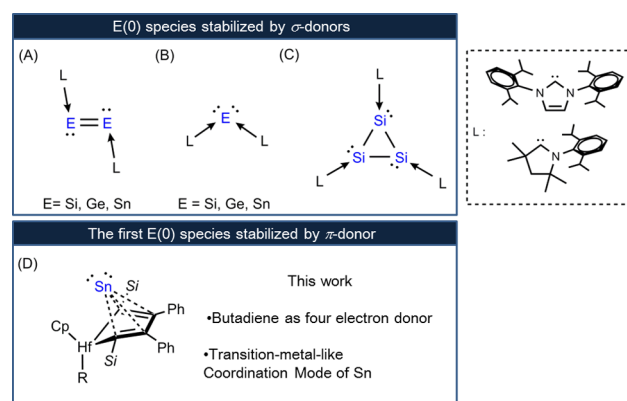 E(0) species stabilized by σ-donors
(A)
(B)
(C)
L
E
E
L
E= Si, Ge, Sn
E
L
L
E= Si, Ge, Sn
L
Si
Si
Si
L
L
L :
N
N
N
The first E(0) species stabilized by π-donor
(D)
Sn
Si
Ph
Ph
Cp
Hf
Si
R
This work
•Butadiene as four electron donor
•Transition-metal-like
Coordination Mode of Sn